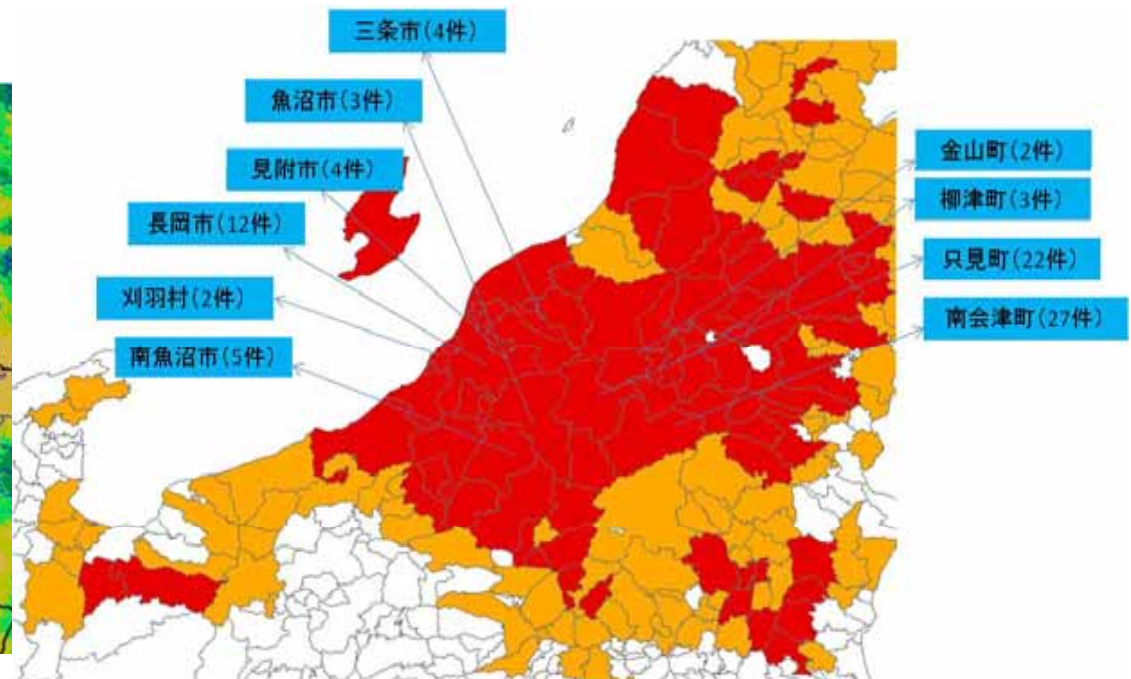 三条市(4件)
魚沼市(3件)
見附市(4件)
長岡市(12件)
刈羽村(2件)
南魚沼市(5件)
金山町(2件)
柳津町(3件)
只見町(22件)
南会津町(27件)